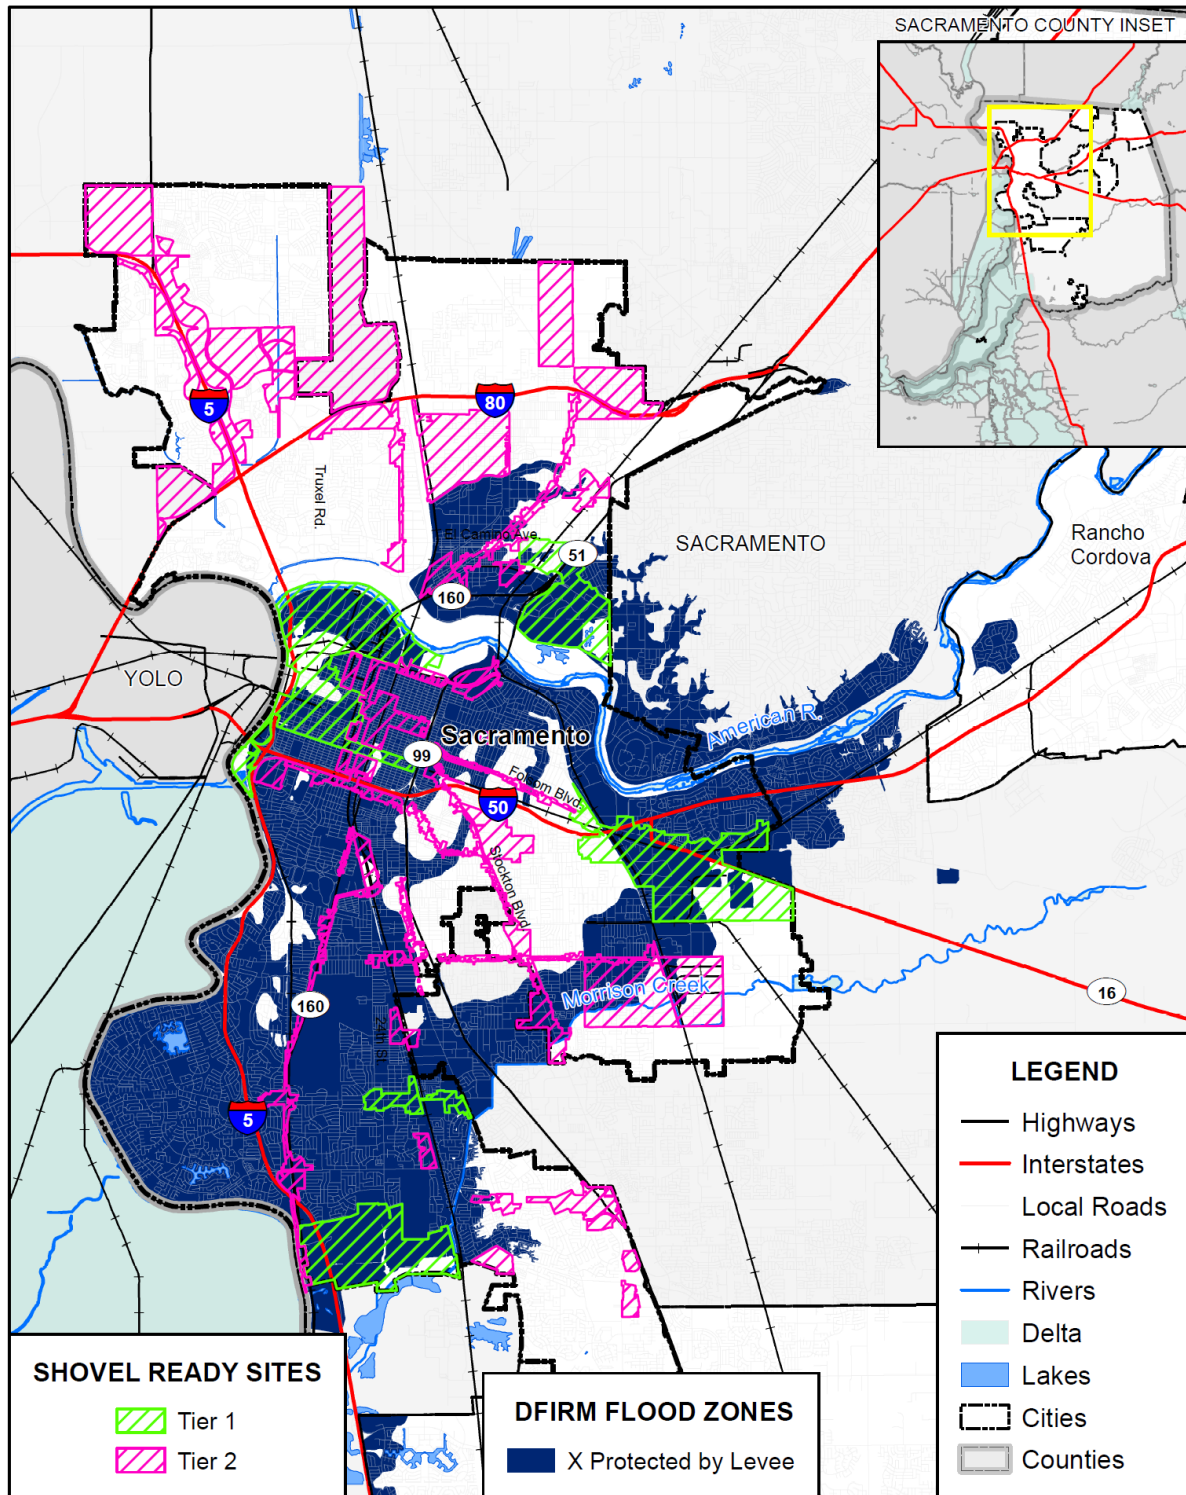 SACRAMENTO COUNTY INSET
5
80
Truxel Rd.
El Camino Ave.
51
SACRAMENTO
Rancho
Cordova
160
YOLO
American R.
Sacramento
99
Folsom Blvd.
50
Stockton Blvd.
Morrison Creek
16
160
24th St.
5
LEGEND
Highways
Interstates
Local Roads
Railroads
Rivers
Delta
Lakes
Cities
Counties
SHOVEL READY SITES
Tier 1
Tier 2
DFIRM FLOOD ZONES
X Protected by Levee